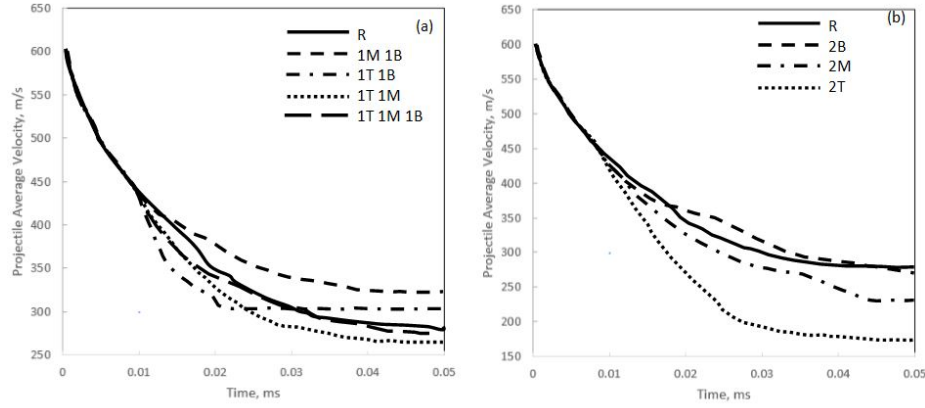 (a)
R
1M 1B
1T 1B
1T 1M
1T 1M 1B
Projectile Average Velocity, m/s
650
600
550
500
450
400
350
300
250
0 0.01 0.02 0.03 0.04 0.05
Time, ms
(b)
R
2B
2M
2T
Projectile Average Velocity, m/s
650
600
550
500
450
400
350
300
250
200
150
0 0.01 0.02 0.03 0.04 0.05
Time, ms